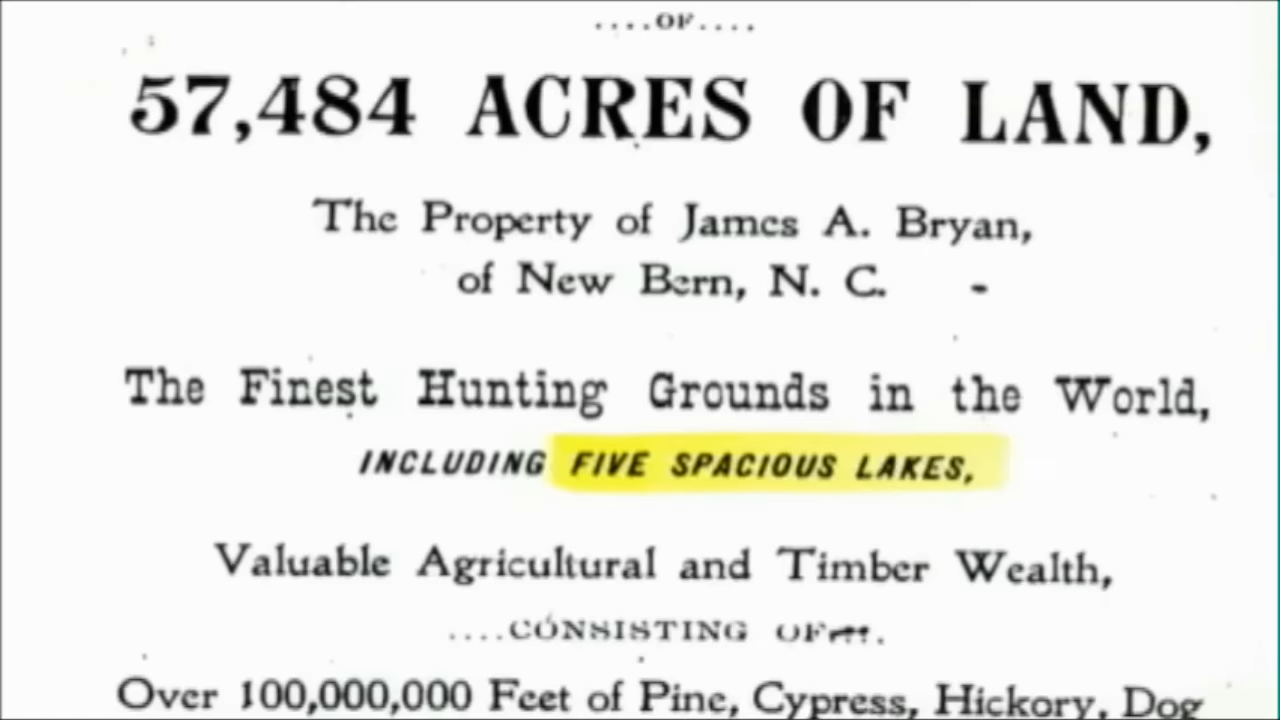 ....OF....
57,484 ACRES OF LAND,
The Property of James A. Bryan,
of New Bern, N. C. -
The Finest Hunting Grounds in the World,
INCLUDING FIVE SPACIOUS LAKES,
Valuable Agricultural and Timber Wealth,
....CONSISTING OF....
Over 100,000,000 Feet of Pine, Cypress, Hickory, Dog